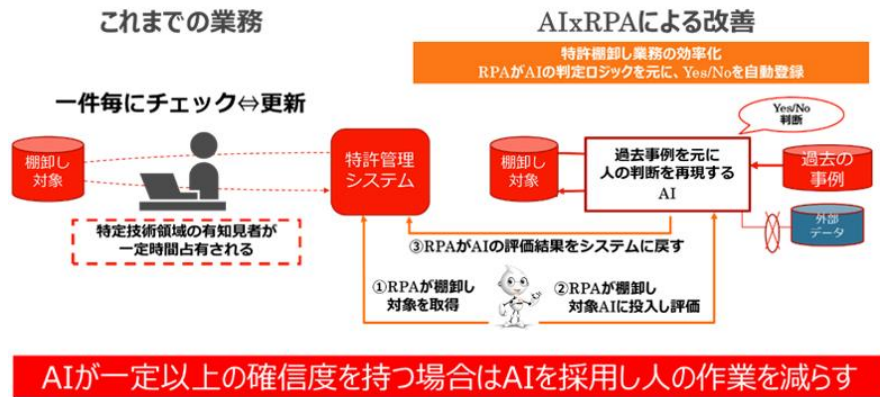 これまでの業務
AIxRPAによる改善
特許棚卸し業務の効率化
RPAがAIの判定ロジックを元に、Yes/Noを自動登録
一件毎にチェック⇔更新
Yes/No
判断
棚卸し
対象
特許管理
システム
棚卸し
対象
過去事例を元に
人の判断を再現する
AI
過去の
事例
外部
データ
特定技術領域の有知見者が
一定時間占有される
③RPAがAIの評価結果をシステムに戻す
①RPAが棚卸し
対象を取得
②RPAが棚卸し
対象AIに投入し評価
AIが一定以上の確信度を持つ場合はAIを採用し人の作業を減らす